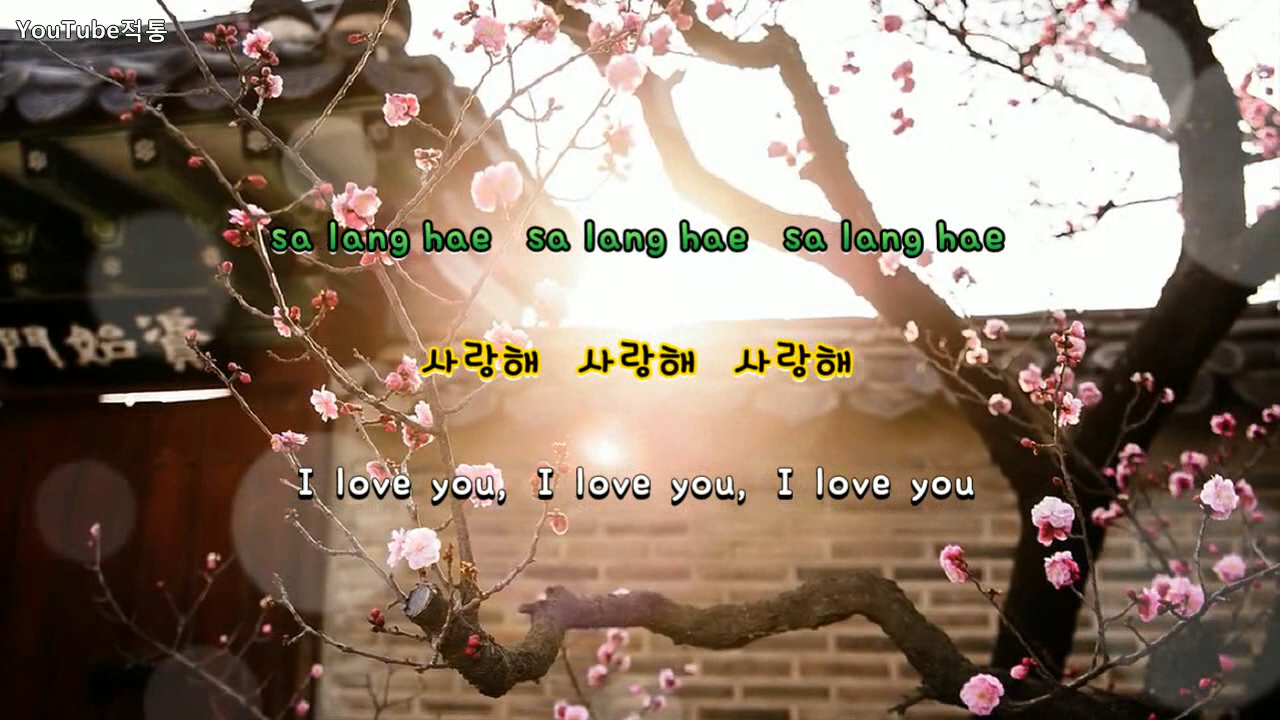 YouTube적통
sa lang hae sa lang hae sa lang hae
사랑해 사랑해 사랑해
I love you, I love you, I love you